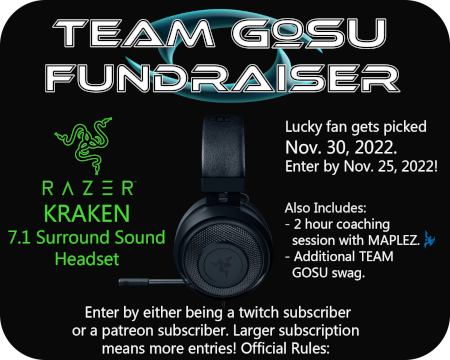 TEAM GOSU
FUNDRAISER
Lucky fan gets picked
Nov. 30, 2022.
Enter by Nov. 25, 2022!
RAZER
KRAKEN
7.1 Surround Sound
Headset
Also Includes:
- 2 hour coaching
session with MAPLEZ.
- Additional TEAM
GOSU swag.
Enter by either being a twitch subscriber
or a patreon subscriber. Larger subscription
means more entries! Official Rules: